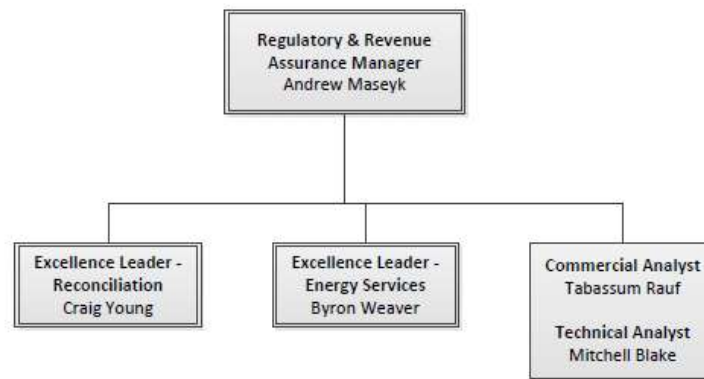 Regulatory & Revenue
Assurance Manager
Andrew Maseyk
Excellence Leader -
Reconciliation
Craig Young
Excellence Leader -
Energy Services
Byron Weaver
Commercial Analyst
Tabassum Rauf
Technical Analyst
Mitchell Blake